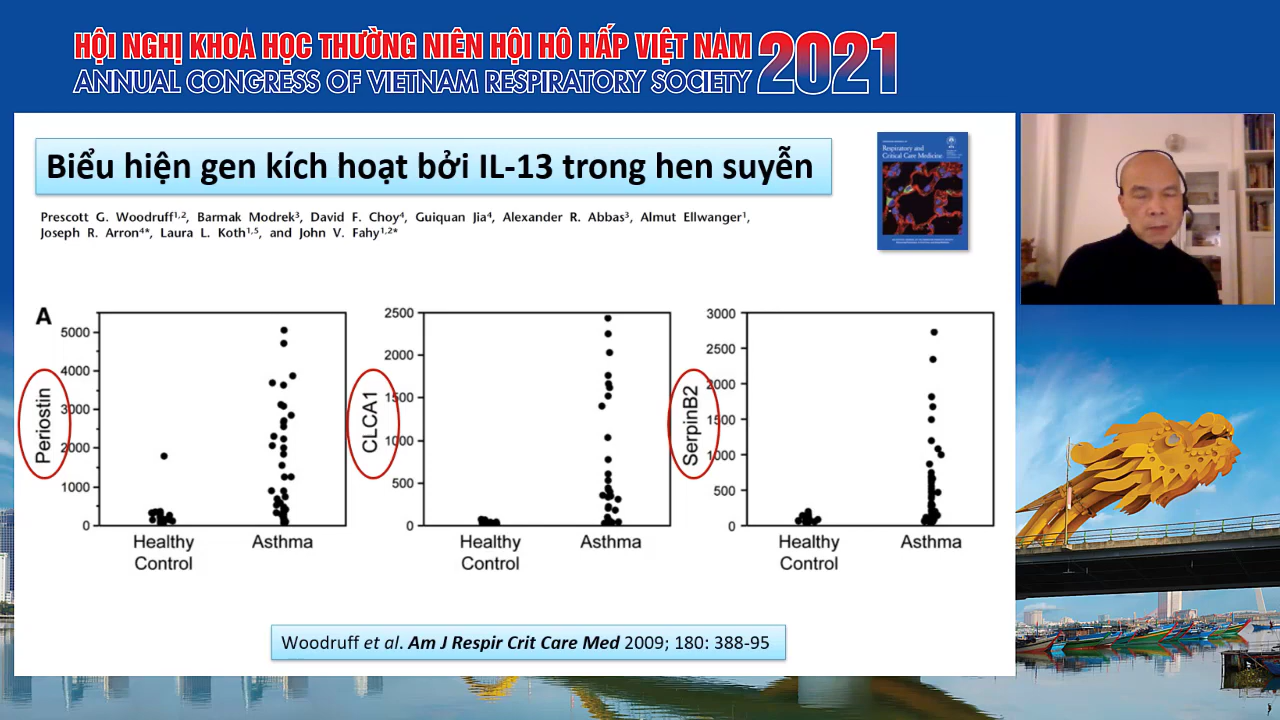 HỘI NGHỊ KHOA HỌC THƯỜNG NIÊN HỘI HÔ HẤP VIỆT NAM 2021
ANNUAL CONGRESS OF VIETNAM RESPIRATORY SOCIETY
Biểu hiện gen kích hoạt bởi IL-13 trong hen suyễn
Respiratory and
Critical Care Medicine
Prescott G. Woodruff1,2, Barmak Modrek3, David F. Choy4, Guiquan Jia4, Alexander R. Abbas3, Almut Ellwanger1,
Joseph R. Arron4*, Laura L. Koth1,5, and John V. Fahy1,2*
A
Periostin
5000
4000
3000
2000
1000
0
Healthy
Control
Asthma
CLCA1
2500
2000
1500
1000
500
0
Healthy
Control
Asthma
SerpinB2
3000
2500
2000
1500
1000
500
0
Healthy
Control
Asthma
Woodruff et al. Am J Respir Crit Care Med 2009; 180: 388-95